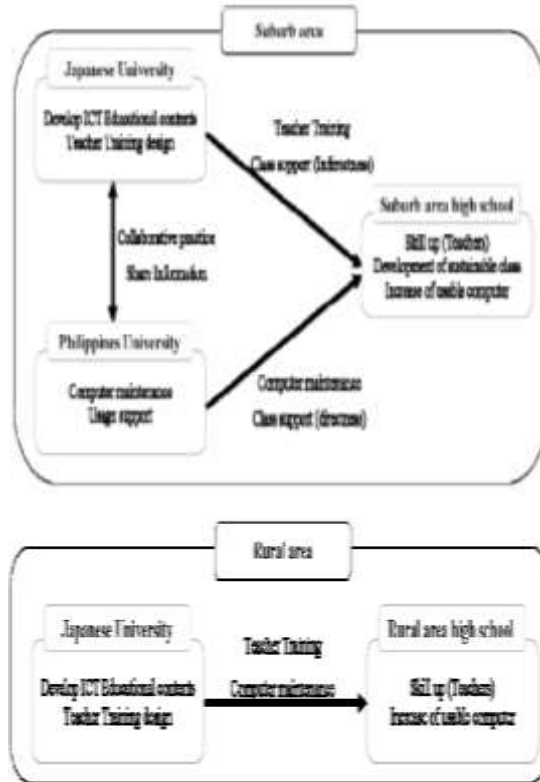 Suburb area
Japanese University
Develop ICT Educational contents
Teacher Training design
Teacher Training
Class support (Indirectness)
Suburb area high school
Skill up (Teachers)
Development of sustainable class
Increase of usable computer
Collaborative practice
Share Information
Philippines University
Computer maintenance
Usage support
Computer maintenance
Class support (directness)
Rural area
Japanese University
Develop ICT Educational contents
Teacher Training design
Teacher Training
Computer maintenance
Rural area high school
Skill up (Teachers)
Increase of usable computer